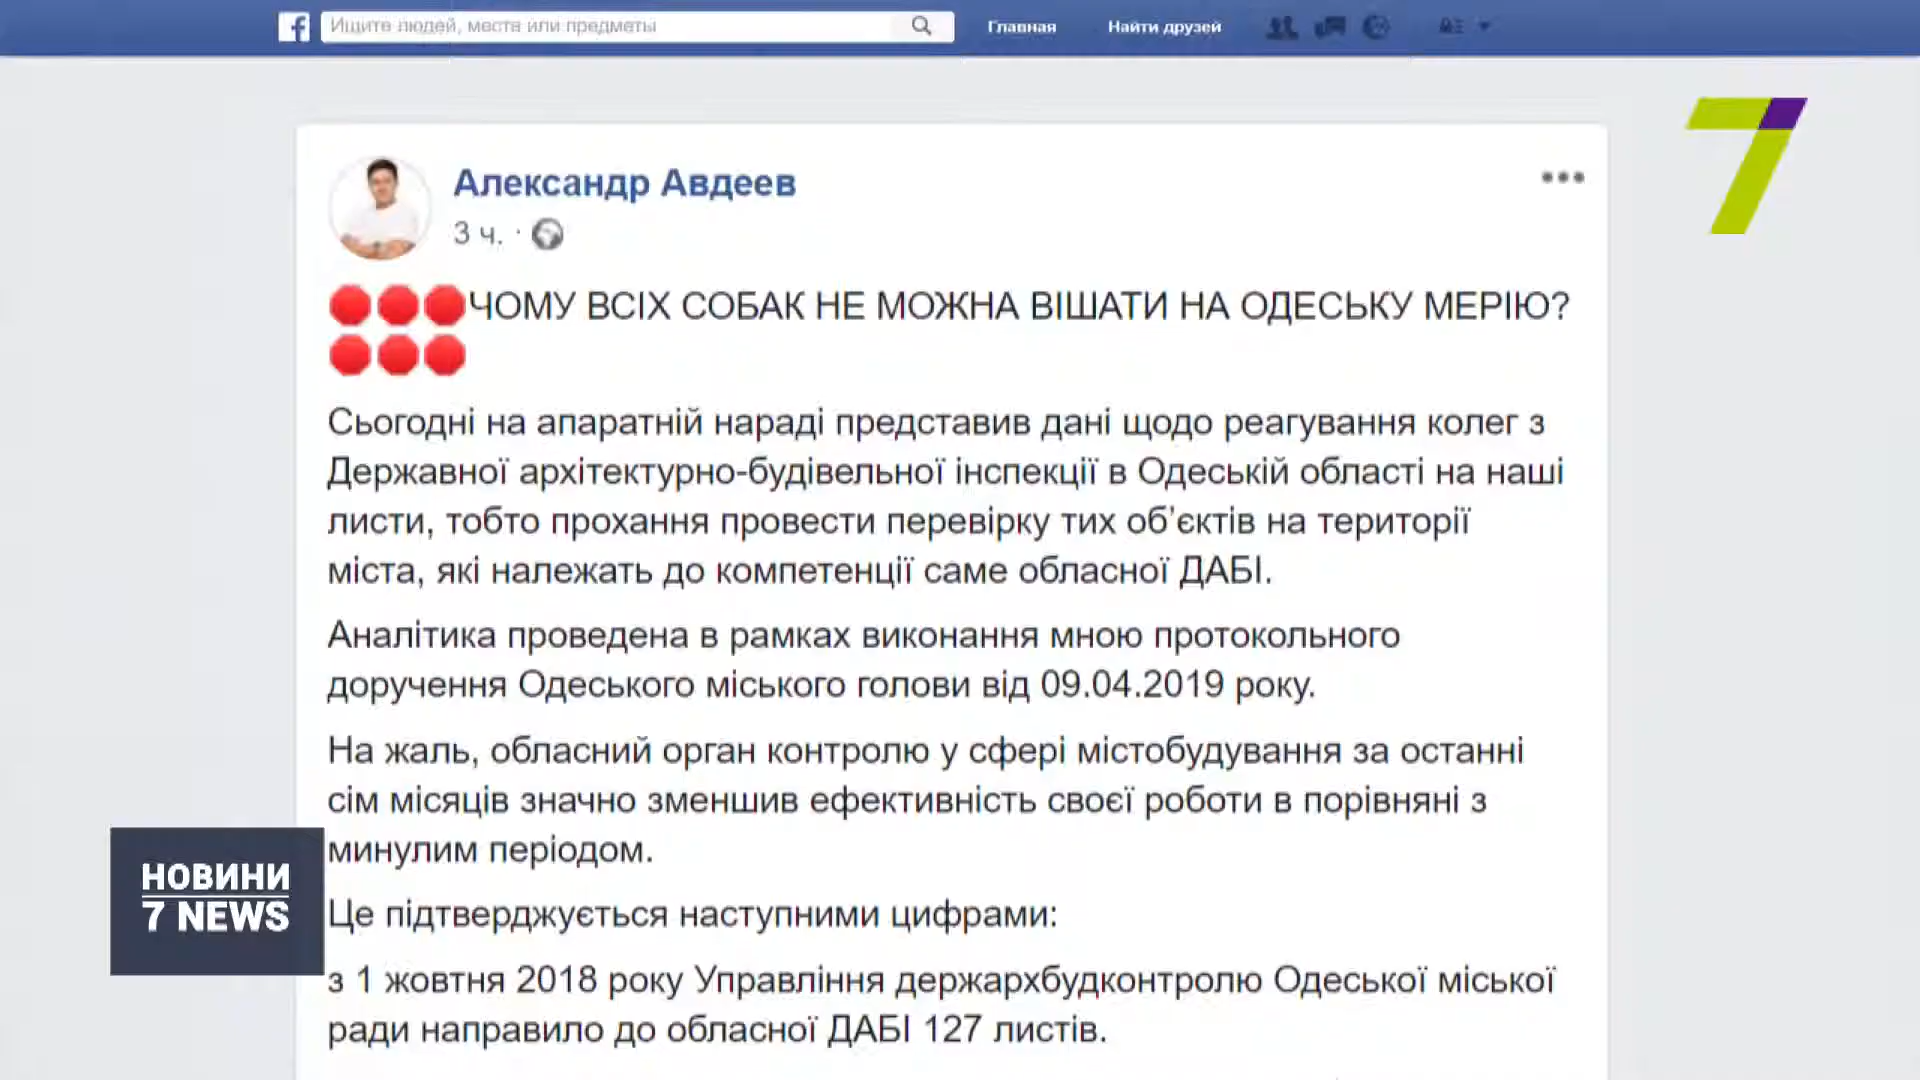 Ищите людей, места или предметы
Главная
Найти друзей
Александр Авдеев
3 ч.
7
ЧОМУ ВСІХ СОБАК НЕ МОЖНА ВІШАТИ НА ОДЕСЬКУ МЕРІЮ?
Сьогодні на апаратній нараді представив дані щодо реагування колег з
Державної архітектурно-будівельної інспекції в Одеській області на наші
листи, тобто прохання провести перевірку тих об'єктів на території
міста, які належать до компетенції саме обласної ДАБІ.
Аналітика проведена в рамках виконання мною протокольного
доручення Одеського міського голови від 09.04.2019 року.
На жаль, обласний орган контролю у сфері містобудування за останні
сім місяців значно зменшив ефективність своєї роботи в порівняні з
минулим періодом.
Це підтверджується наступними цифрами:
з 1 жовтня 2018 року Управління держархбудконтролю Одеської міської
ради направило до обласної ДАБІ 127 листів.
НОВИНИ
7 NEWS